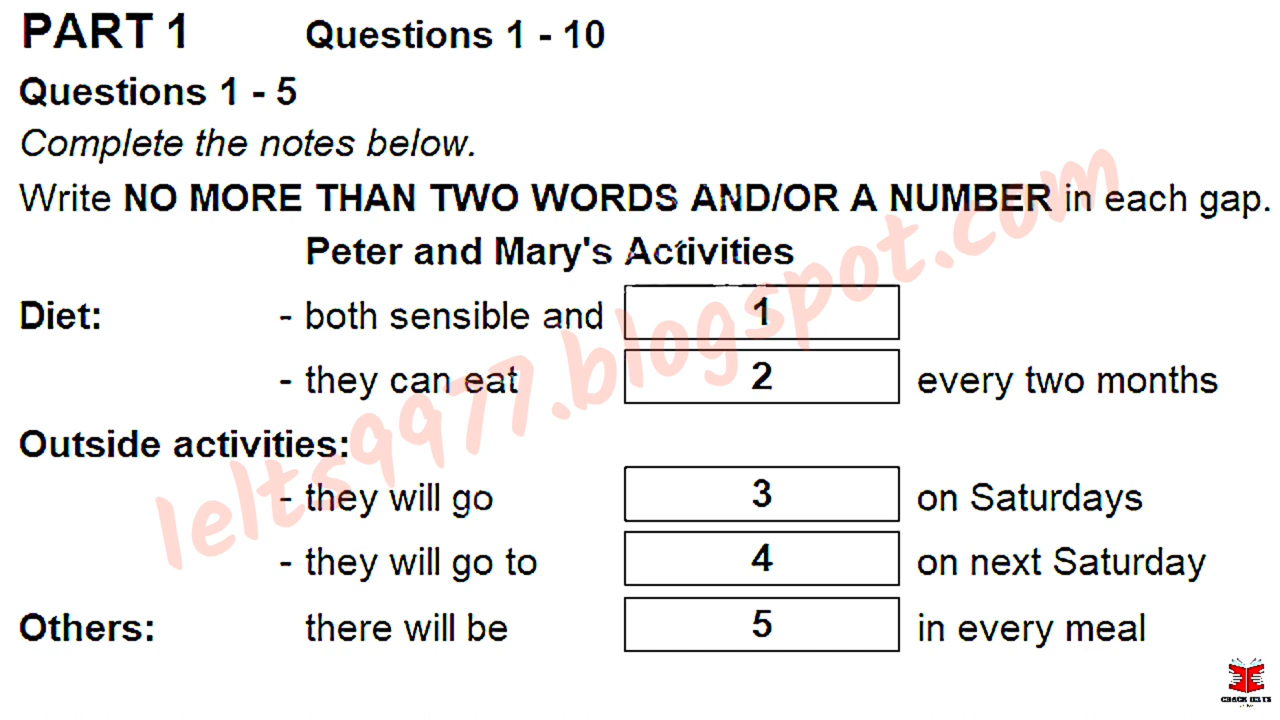 PART 1 Questions 1 - 10
Questions 1 - 5
Complete the notes below.
Write NO MORE THAN TWO WORDS AND/OR A NUMBER in each gap.
Peter and Mary's Activities
Diet: - both sensible and 1
- they can eat 2 every two months
Outside activities:
- they will go 3 on Saturdays
- they will go to 4 on next Saturday
Others: there will be 5 in every meal
Ielts9977.blogspot.com
CRACK IELTS